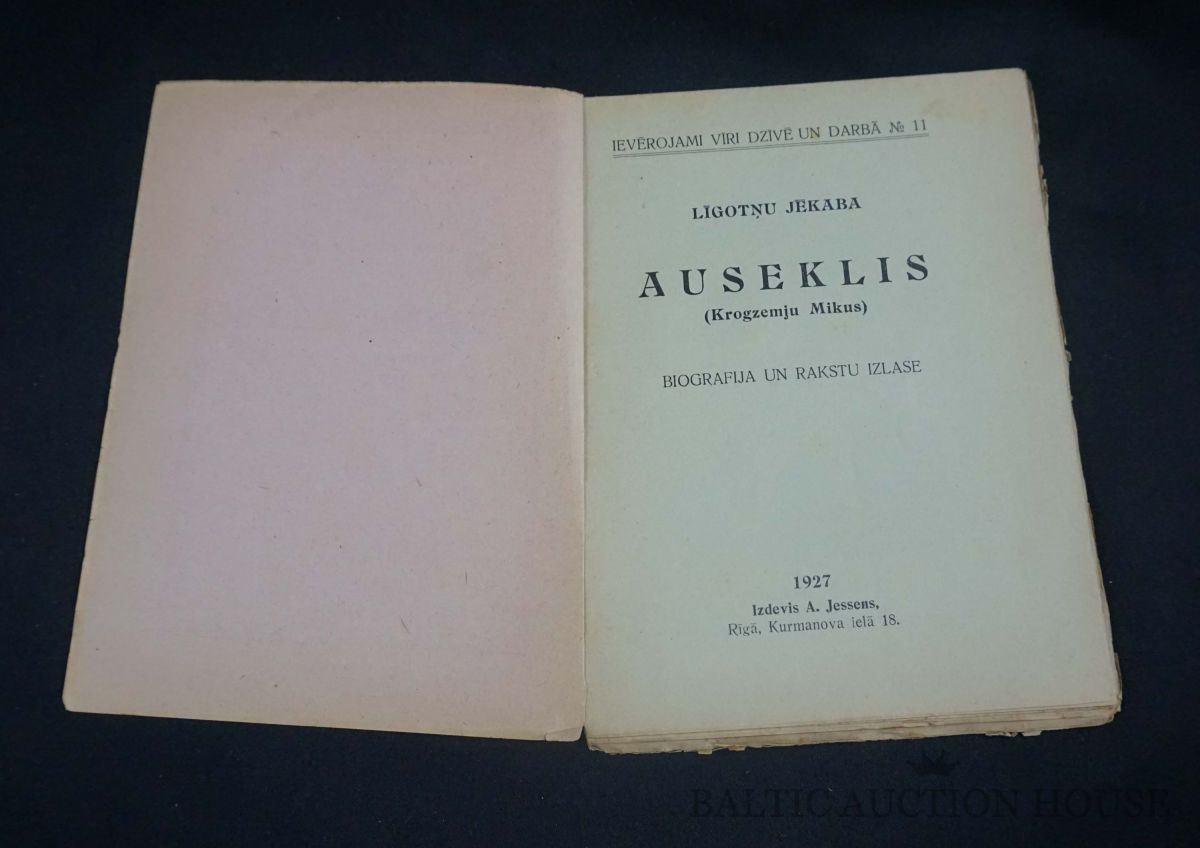 IEVĒROJAMI VĪRI DZĪVĒ UN DARBĀ № 11
LĪGOTŅU JĒKABA
AUSEKLIS
(Krogzemju Mikus)
BIOGRAFIJA UN RAKSTU IZLASE
1927
Izdevis A. Jessens,
Rīgā, Kurmanova ielā 18.
BALTIC AUCTION HOUSE